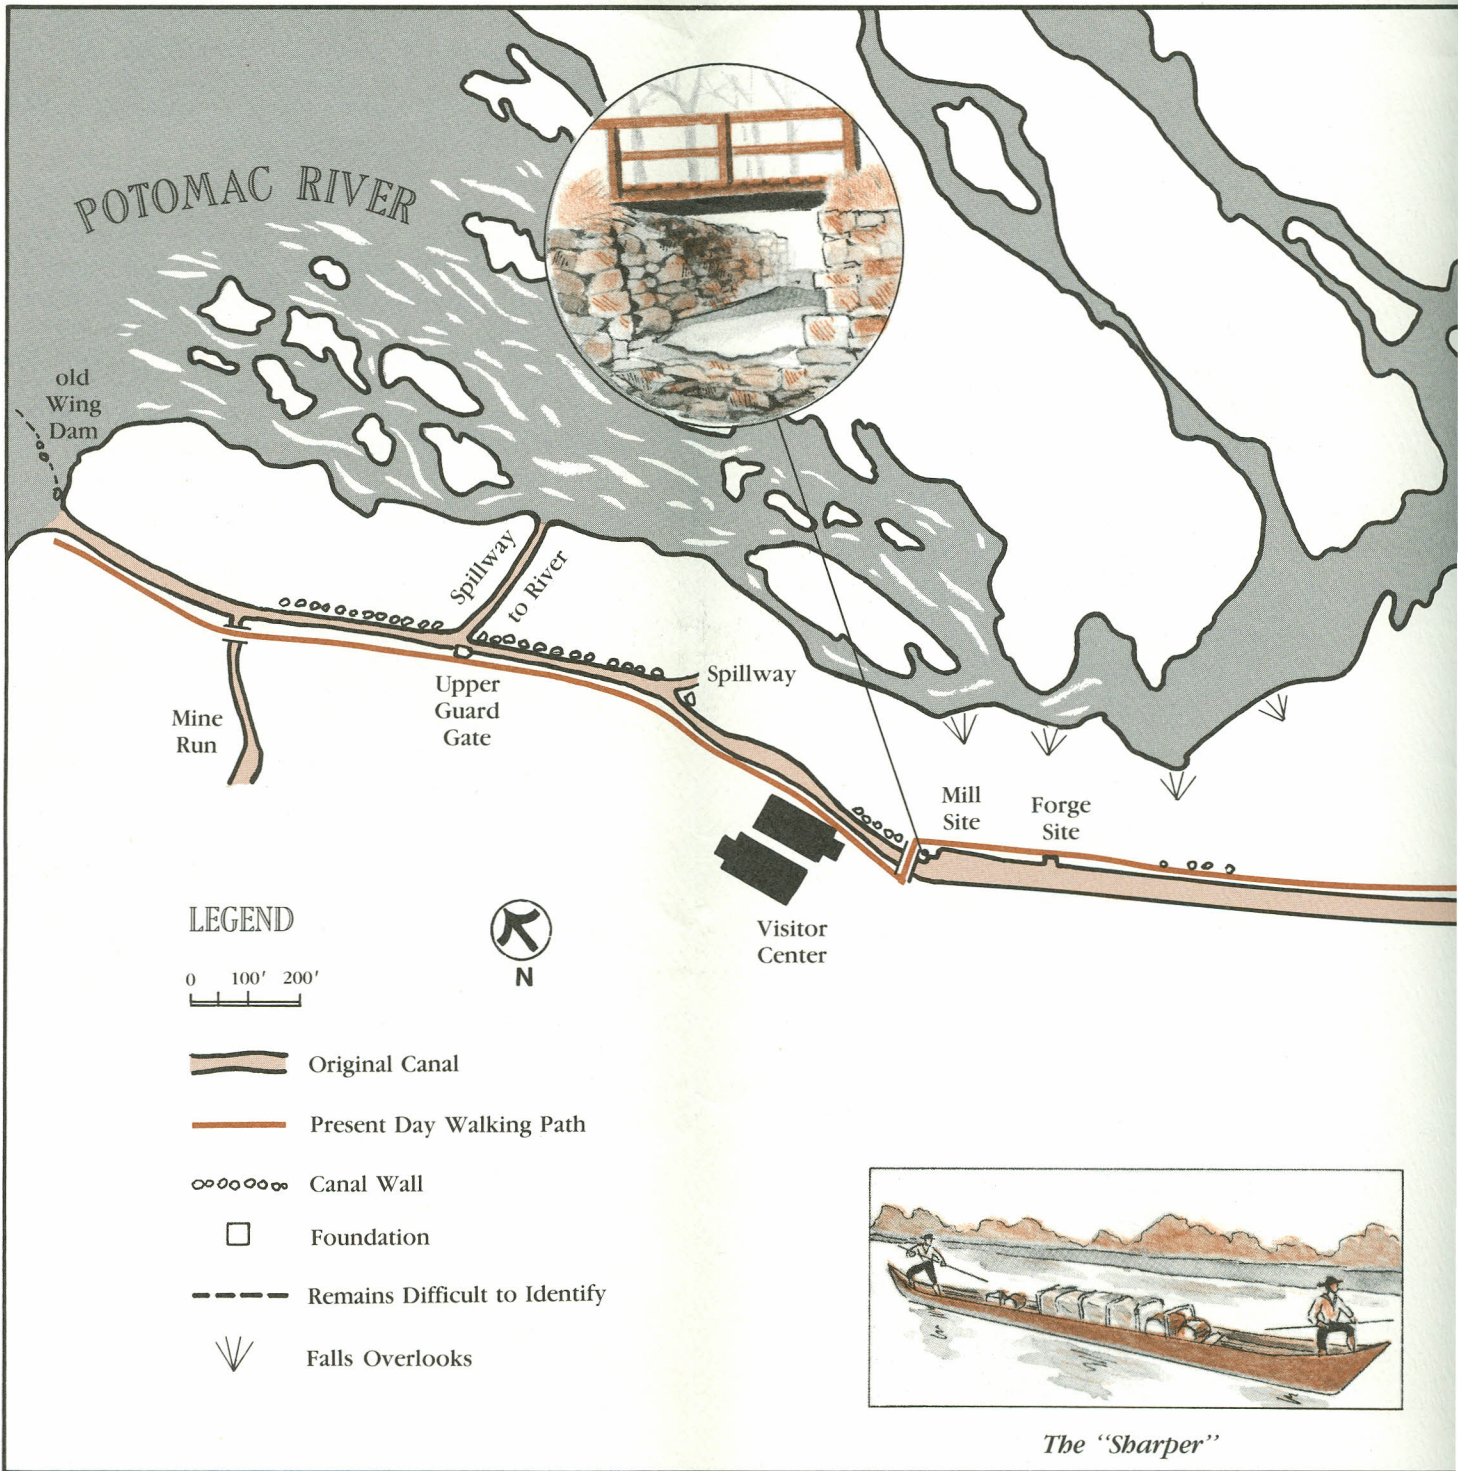 POTOMAC RIVER
old
Wing
Dam
Spillway
to River
Spillway
Upper
Guard
Gate
Mine
Run
Mill
Site
Forge
Site
Visitor
Center
LEGEND
N
0 100' 200'
Original Canal
Present Day Walking Path
Canal Wall
Foundation
Remains Difficult to Identify
Falls Overlooks
The “Sharper”